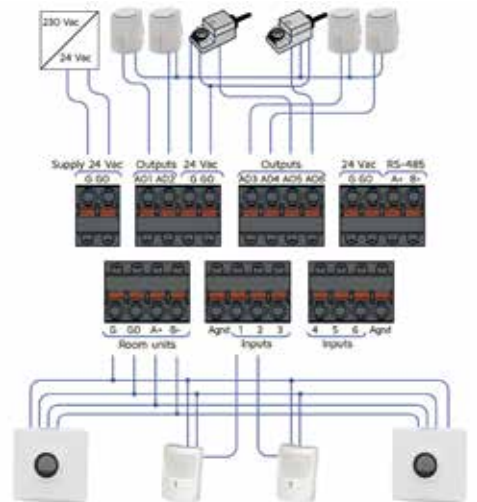 230 Vac
24 Vac
Supply 24 Vac Outputs 24 Vac Outputs 24 Vac RS-485
G G0 AO1 AO2 G G0 AO3 AO4 AO5 AO6 G G0 A+ B-
G G0 A+ B- Agnd 1 2 3 4 5 6 Agnd
Room units Inputs Inputs